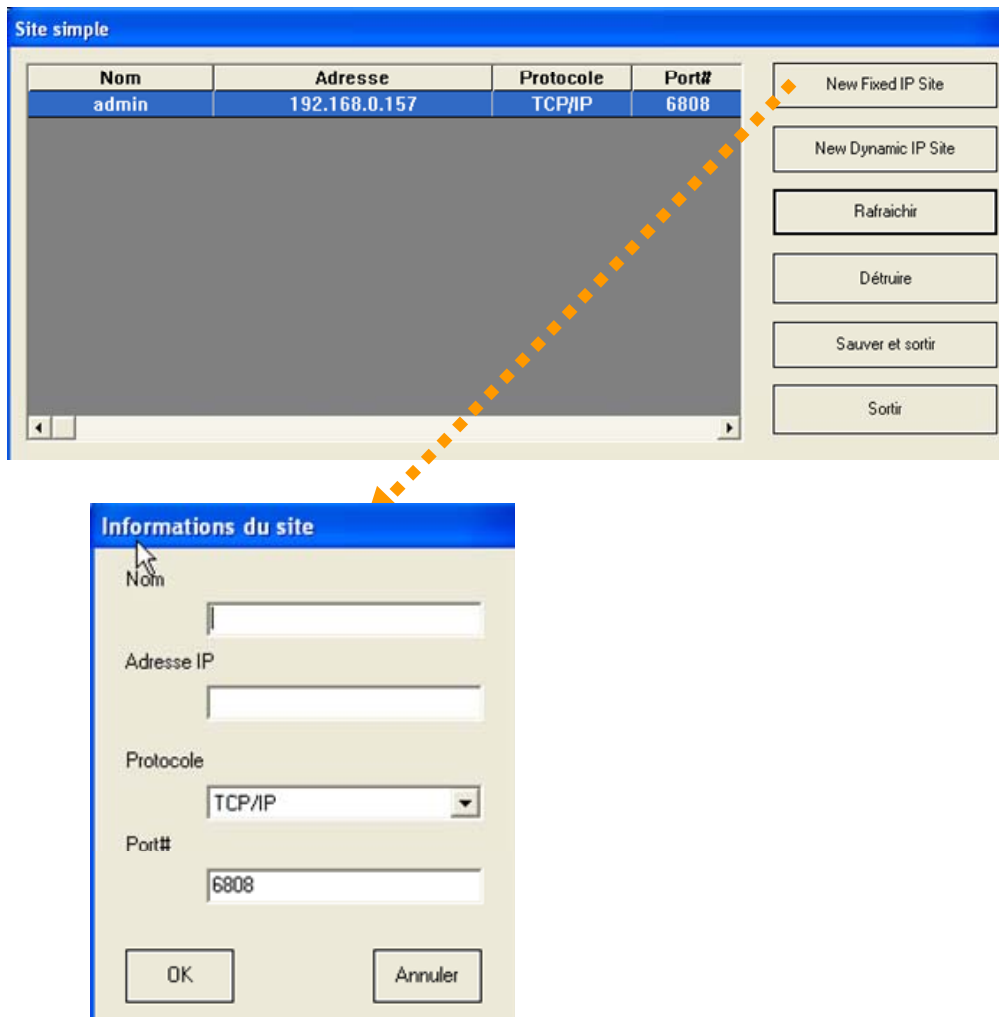 Site simple
Nom Adresse Protocole Port#
admin 192.168.0.157 TCP/IP 6808
New Fixed IP Site
New Dynamic IP Site
Rafraichir
Détruire
Sauver et sortir
Sortir
Informations du site
Nom
Adresse IP
Protocole
TCP/IP
Port#
6808
OK Annuler